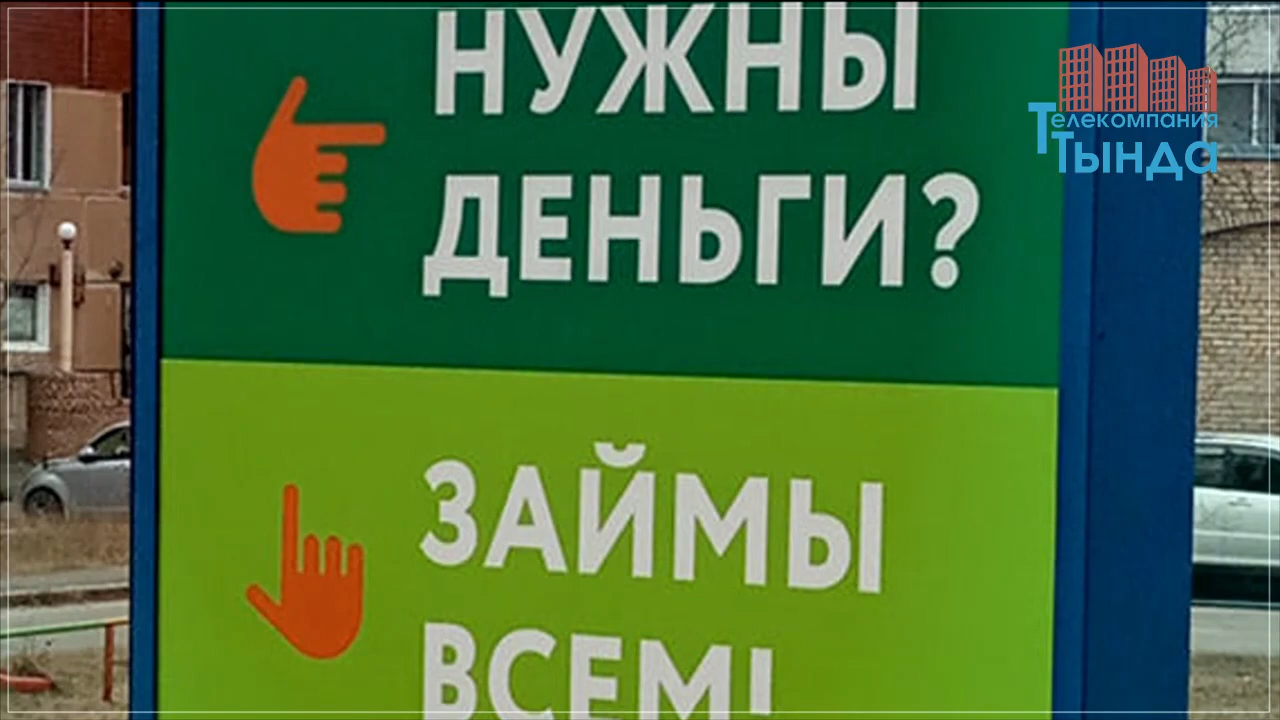 НУЖНЫ
ДЕНЬГИ?
ЗАЙМЫ
ВСЕМ!
Телекомпания
Тында